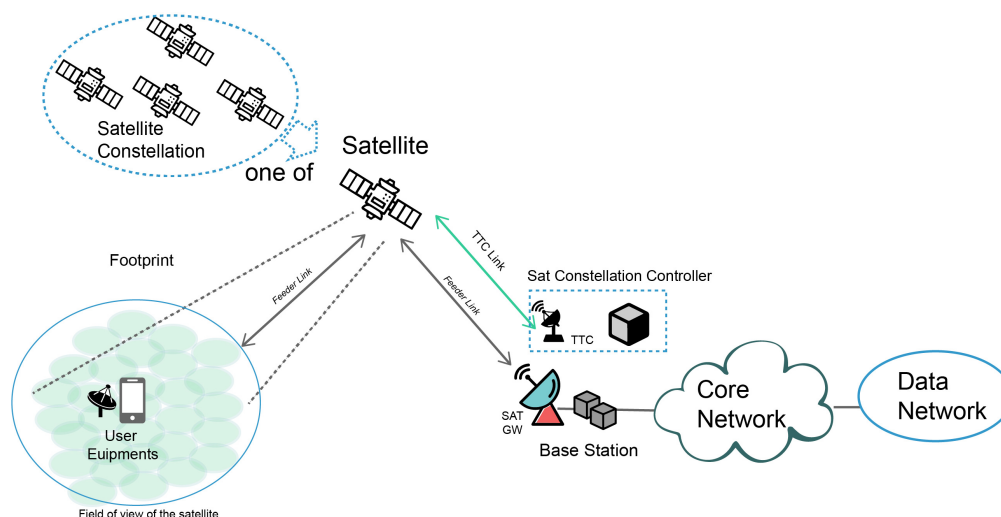 Satellite
Constellation
one of
Satellite
Footprint
Feeder Link
Feeder Link
TTC Link
Sat Constellation Controller
TTC
SAT
GW
Base Station
Core
Network
Data
Network
User
Euipments
Field of view of the satellite